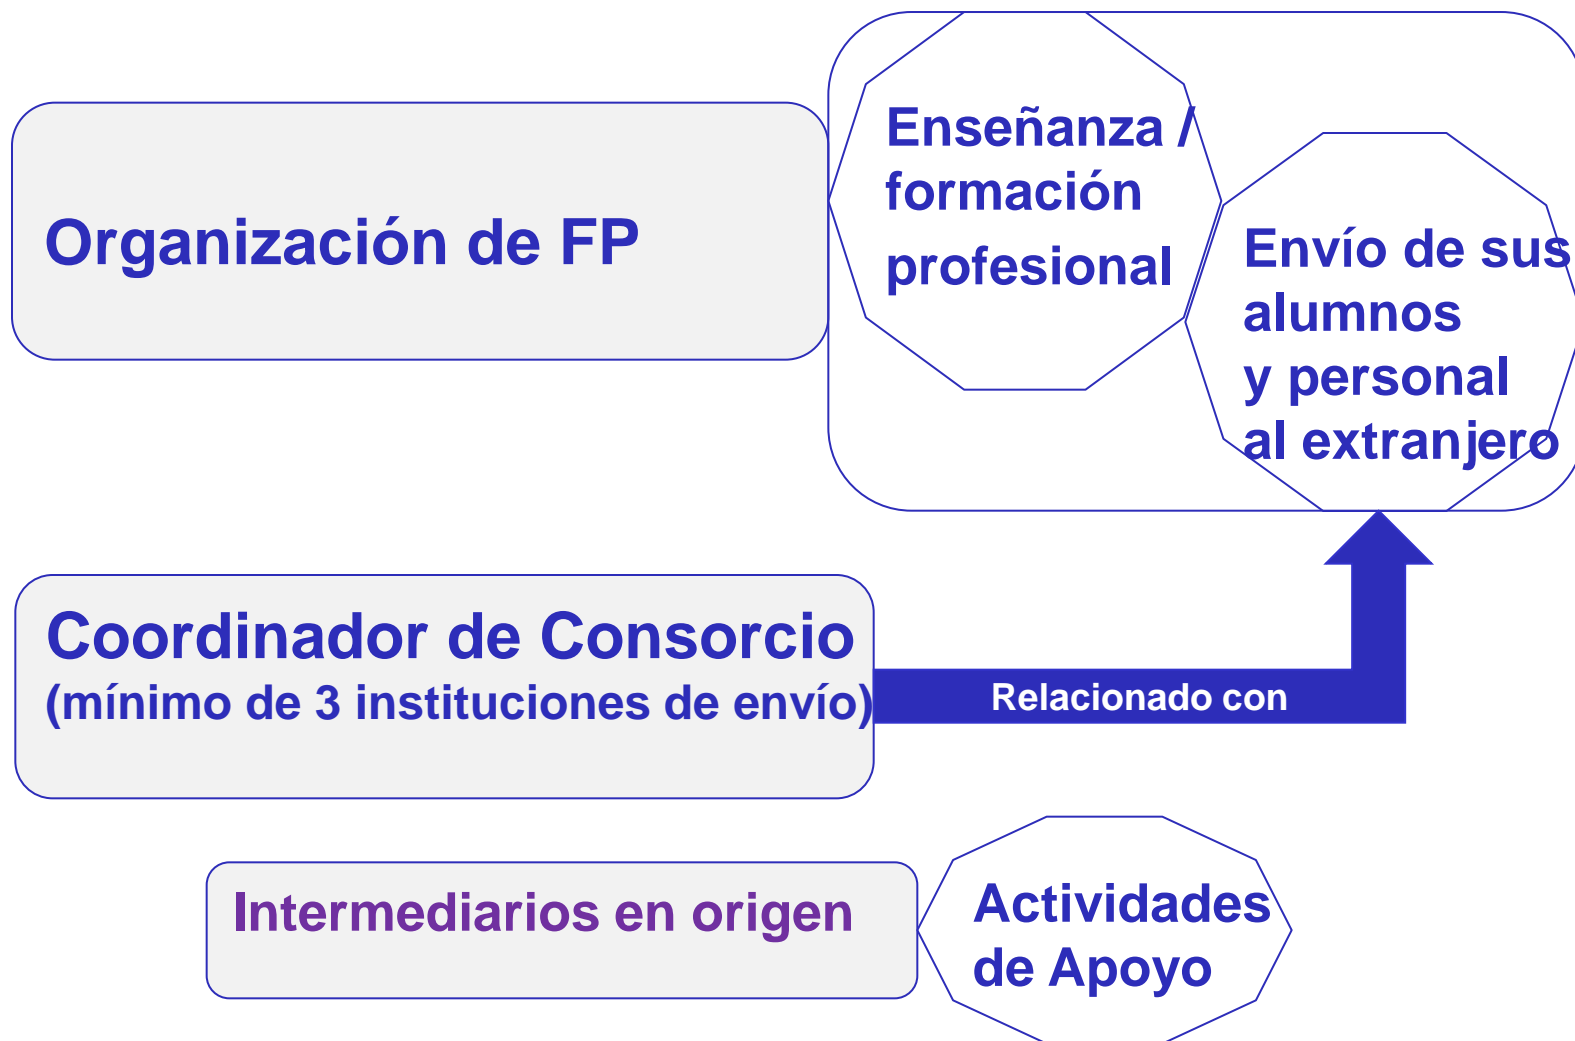 Organización de FP
Enseñanza /
formación
profesional
Envío de sus
alumnos
y personal
al extranjero
Coordinador de Consorcio
(mínimo de 3 instituciones de envío)
Relacionado con
Intermediarios en origen
Actividades
de Apoyo